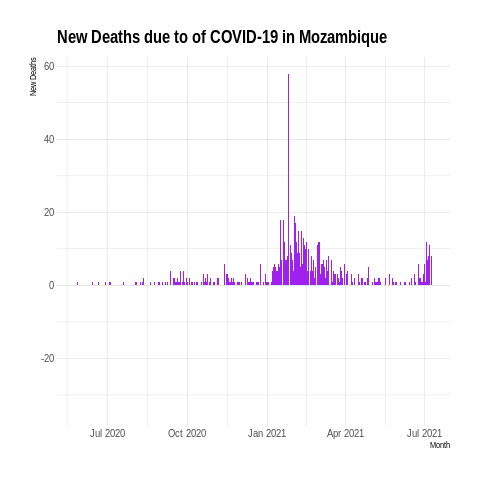 New Deaths due to of COVID-19 in Mozambique
New Deaths
60
40
20
0
-20
Jul 2020 Oct 2020 Jan 2021 Apr 2021 Jul 2021
Month